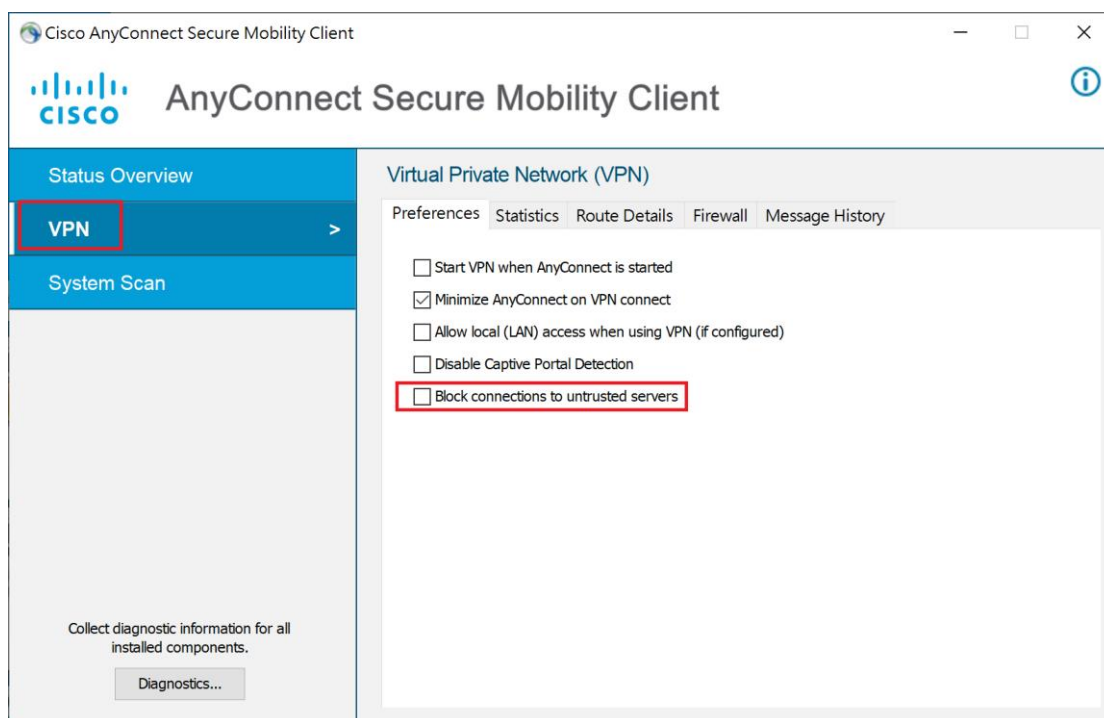 Cisco AnyConnect Secure Mobility Client
CISCO
AnyConnect Secure Mobility Client
Status Overview
VPN >
System Scan
Collect diagnostic information for all
installed components.
Diagnostics...
Virtual Private Network (VPN)
Preferences Statistics Route Details Firewall Message History
Start VPN when AnyConnect is started
Minimize AnyConnect on VPN connect
Allow local (LAN) access when using VPN (if configured)
Disable Captive Portal Detection
Block connections to untrusted servers